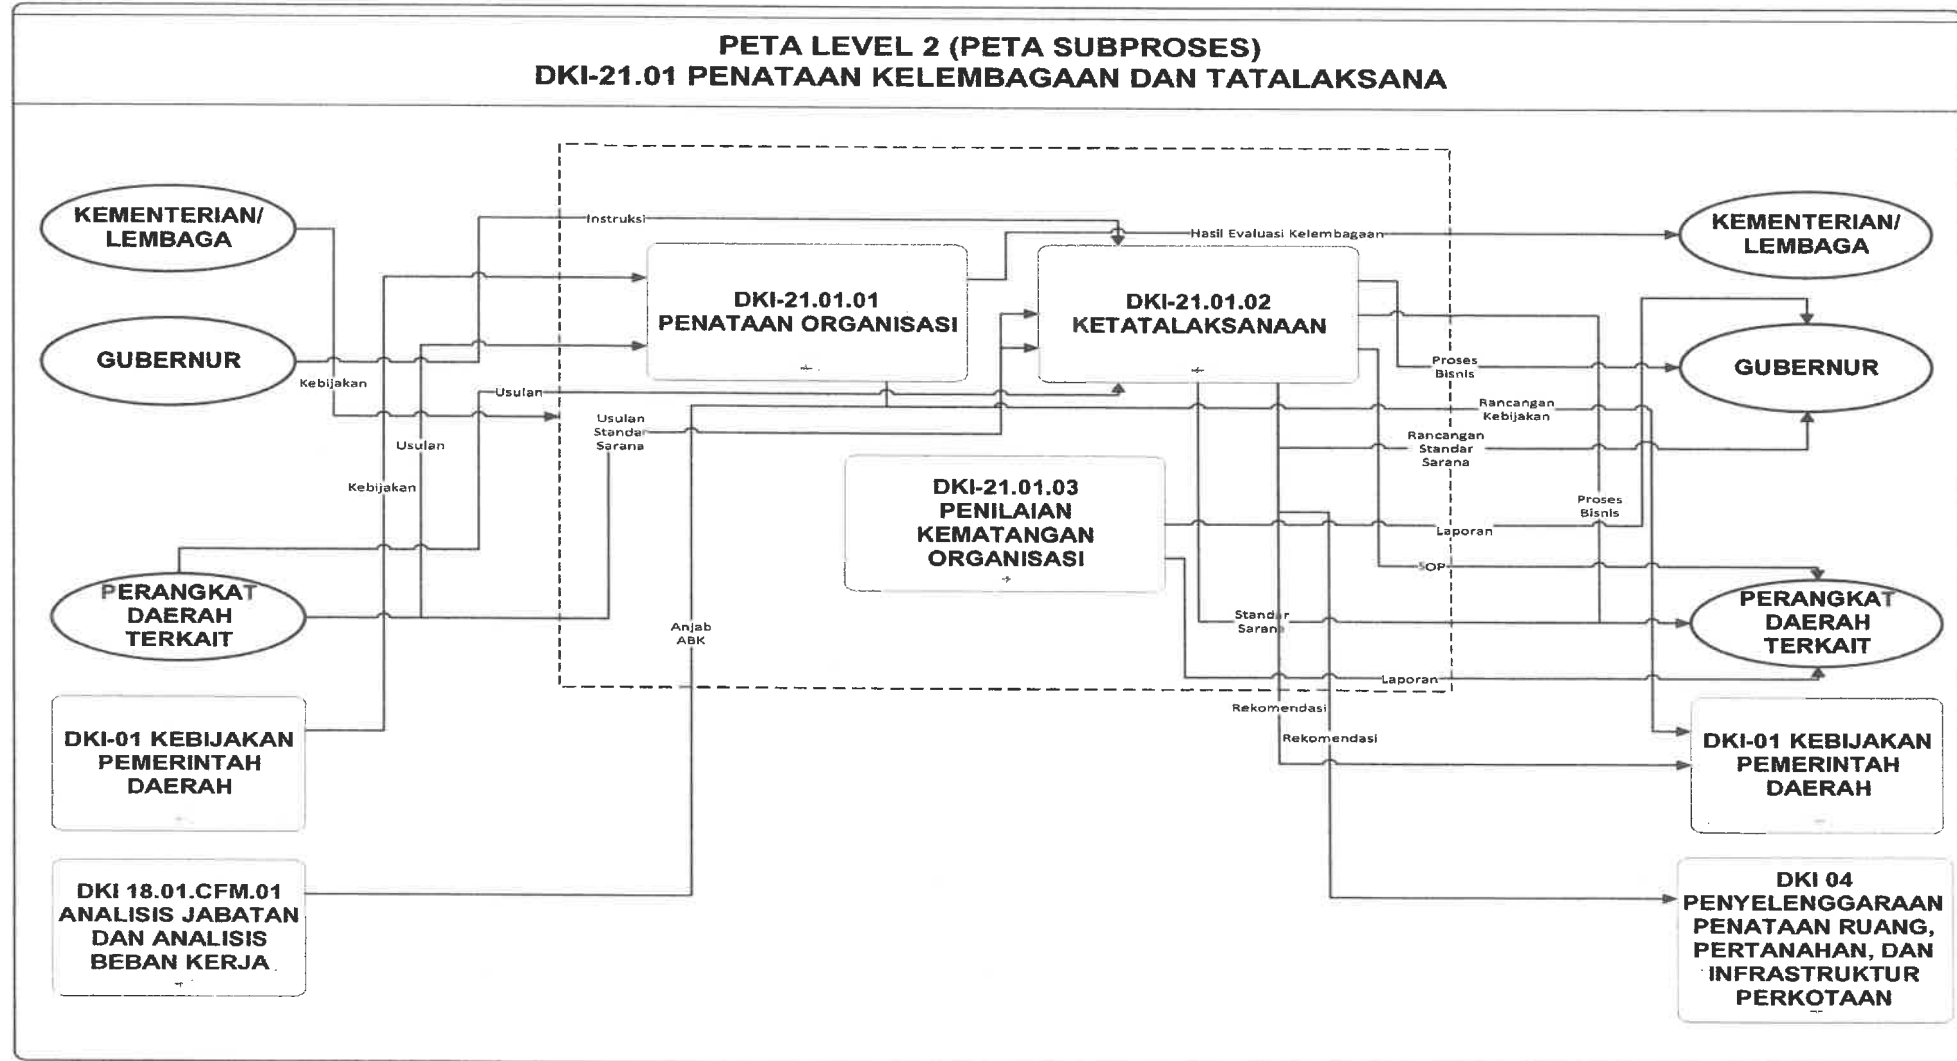 PETA LEVEL 2 (PETA SUBPROSES)
DKI-21.01 PENATAAN KELEMBAGAAN DAN TATALAKSANA
KEMENTERIAN/
LEMBAGA
GUBERNUR
PERANGKAT
DAERAH
TERKAIT
DKI-01 KEBIJAKAN
PEMERINTAH
DAERAH
DKI 18.01.CFM.01
ANALISIS JABATAN
DAN ANALISIS
BEBAN KERJA
Kebijakan
Usulan
Kebijakan
Usulan
Instruksi
Usulan
Standar
Sarana
Anjab
ABK
DKI-21.01.01
PENATAAN ORGANISASI
DKI-21.01.02
KETATALAKSANAAN
DKI-21.01.03
PENILAIAN
KEMATANGAN
ORGANISASI
Hasil Evaluasi Kelembagaan
Proses
Bisnis
Rancangan
Kebijakan
Rancangan
Standar
Sarana
Proses
Bisnis
Laporan
SOP
Standar
Sarana
Laporan
Rekomendasi
Rekomendasi
KEMENTERIAN/
LEMBAGA
GUBERNUR
PERANGKAT
DAERAH
TERKAIT
DKI-01 KEBIJAKAN
PEMERINTAH
DAERAH
DKI 04
PENYELENGGARAAN
PENATAAN RUANG,
PERTANAHAN, DAN
INFRASTRUKTUR
PERKOTAAN